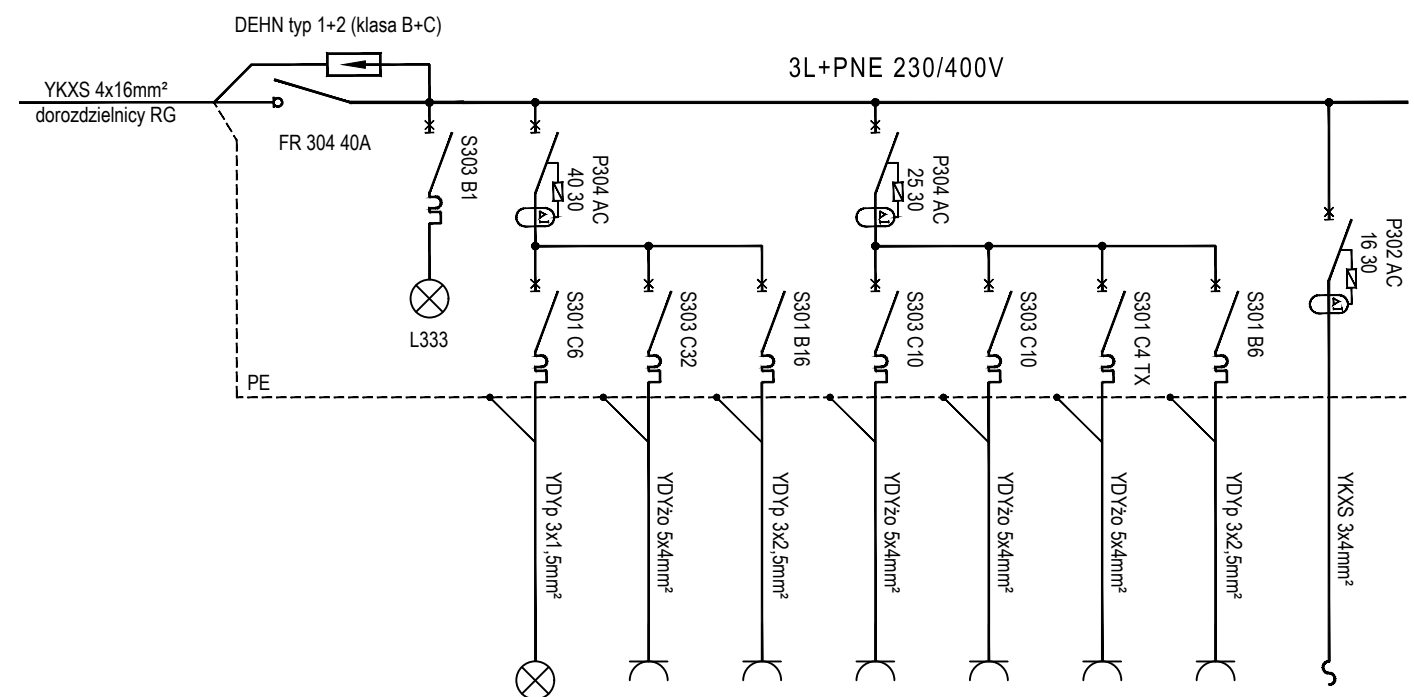 DEHN typ 1+2 (klasa B+C)
3L+PNE 230/400V
YKXS 4x16mm²
dorozdzielnicy RG
FR 304 40A
S303 B1
P304 AC
40 30
P304 AC
25 30
P302 AC
16 30
L333
S301 C6
S303 C32
S301 B16
S303 C10
S303 C10
S301 C4 TX
S301 B6
PE
YDYp 3x1,5mm²
YDYżo 5x4mm²
YDYp 3x2,5mm²
YDYżo 5x4mm²
YDYżo 5x4mm²
YDYżo 5x4mm²
YDYp 3x2,5mm²
YKXS 3x4mm²